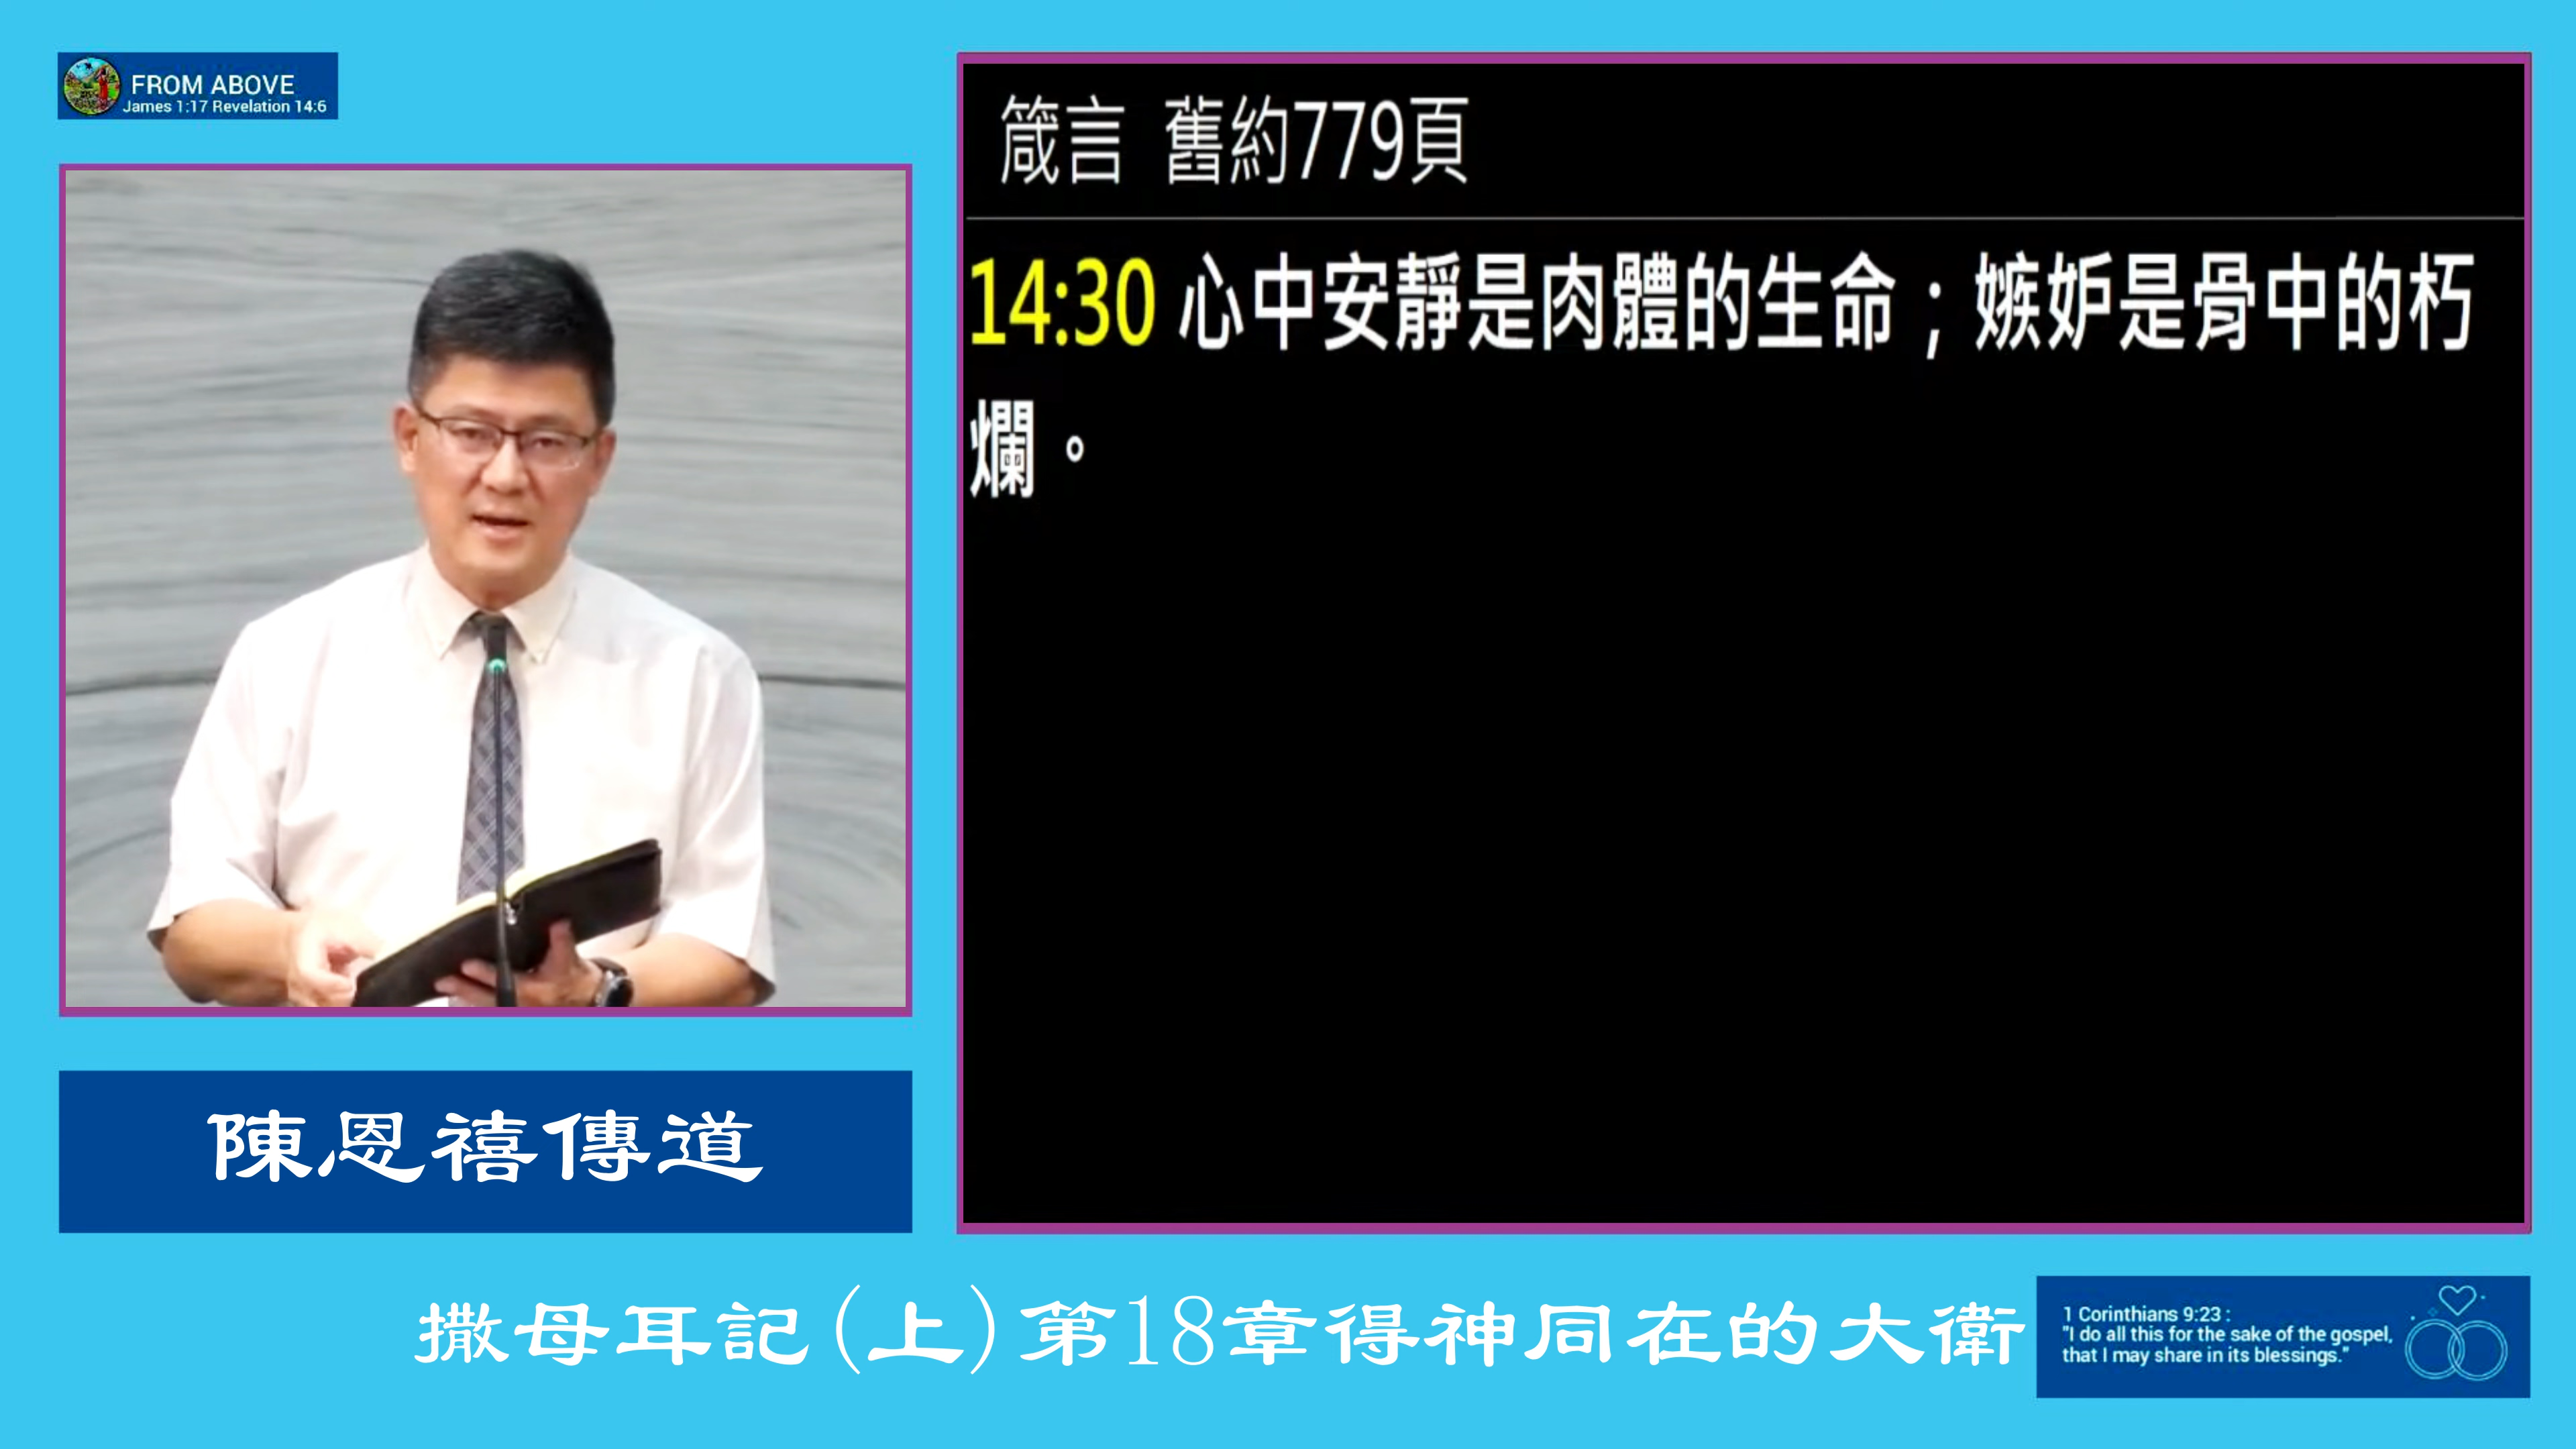 FROM ABOVE
James 1:17 Revelation 14:6
箴言 舊約779頁
14:30 心中安靜是肉體的生命；嫉妒是骨中的朽
爛。
陳恩禧傳道
撒母耳記(上)第18章得神同在的大衛
1 Corinthians 9:23 :
"I do all this for the sake of the gospel,
that I may share in its blessings."